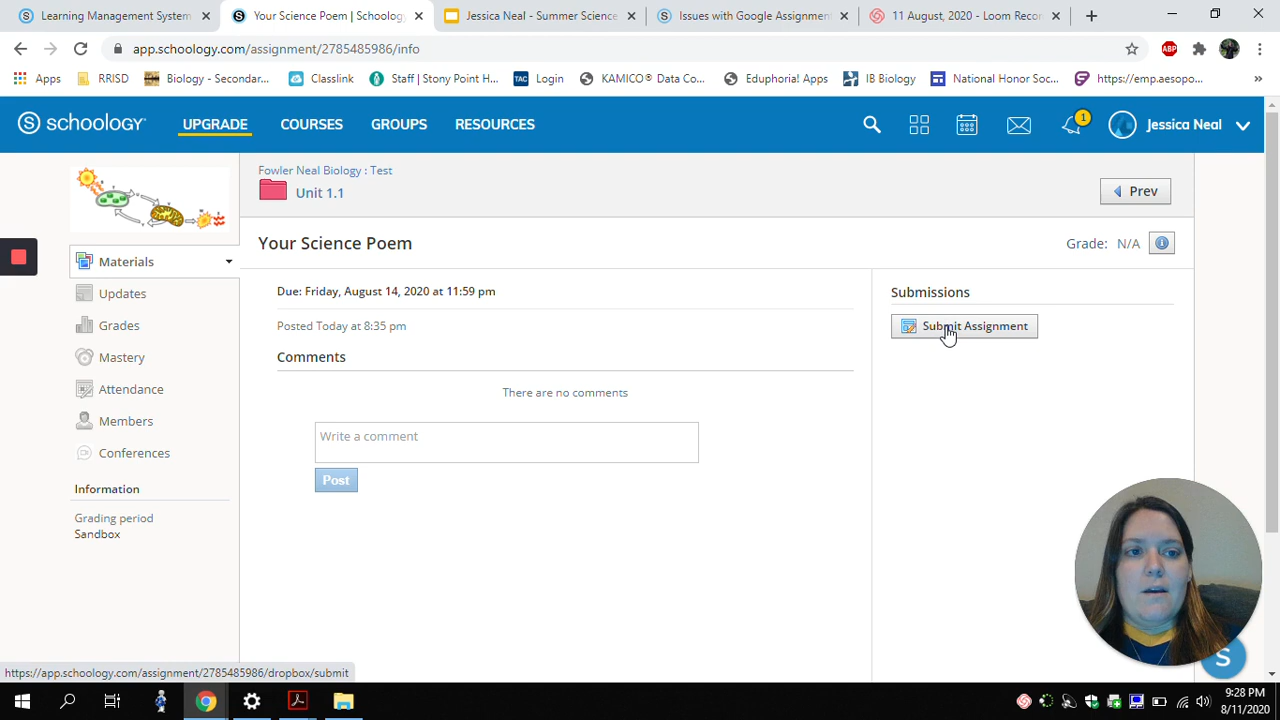 Learning Management System
Your Science Poem | Schoology
Jessica Neal - Summer Science
Issues with Google Assignment
11 August, 2020 - Loom Recor
app.schoology.com/assignment/2785485986/info
ABP
Apps
RRISD
Biology - Secondar...
Classlink
Staff | Stony Point H...
TAC
Login
KAMICO® Data Co...
Eduphoria! Apps
IB Biology
National Honor Soc...
https://emp.aesopo...
»
S schoology
UPGRADE
COURSES
GROUPS
RESOURCES
1
Jessica Neal
Fowler Neal Biology : Test
Unit 1.1
Prev
Materials
Updates
Grades
Mastery
Attendance
Members
Conferences
Information
Grading period
Sandbox
Your Science Poem
Grade: N/A
Due: Friday, August 14, 2020 at 11:59 pm
Posted Today at 8:35 pm
Comments
There are no comments
Write a comment
Post
Submissions
Submit Assignment
S
https://app.schoology.com/assignment/2785485986/dropbox/submit
9:28 PM
8/11/2020